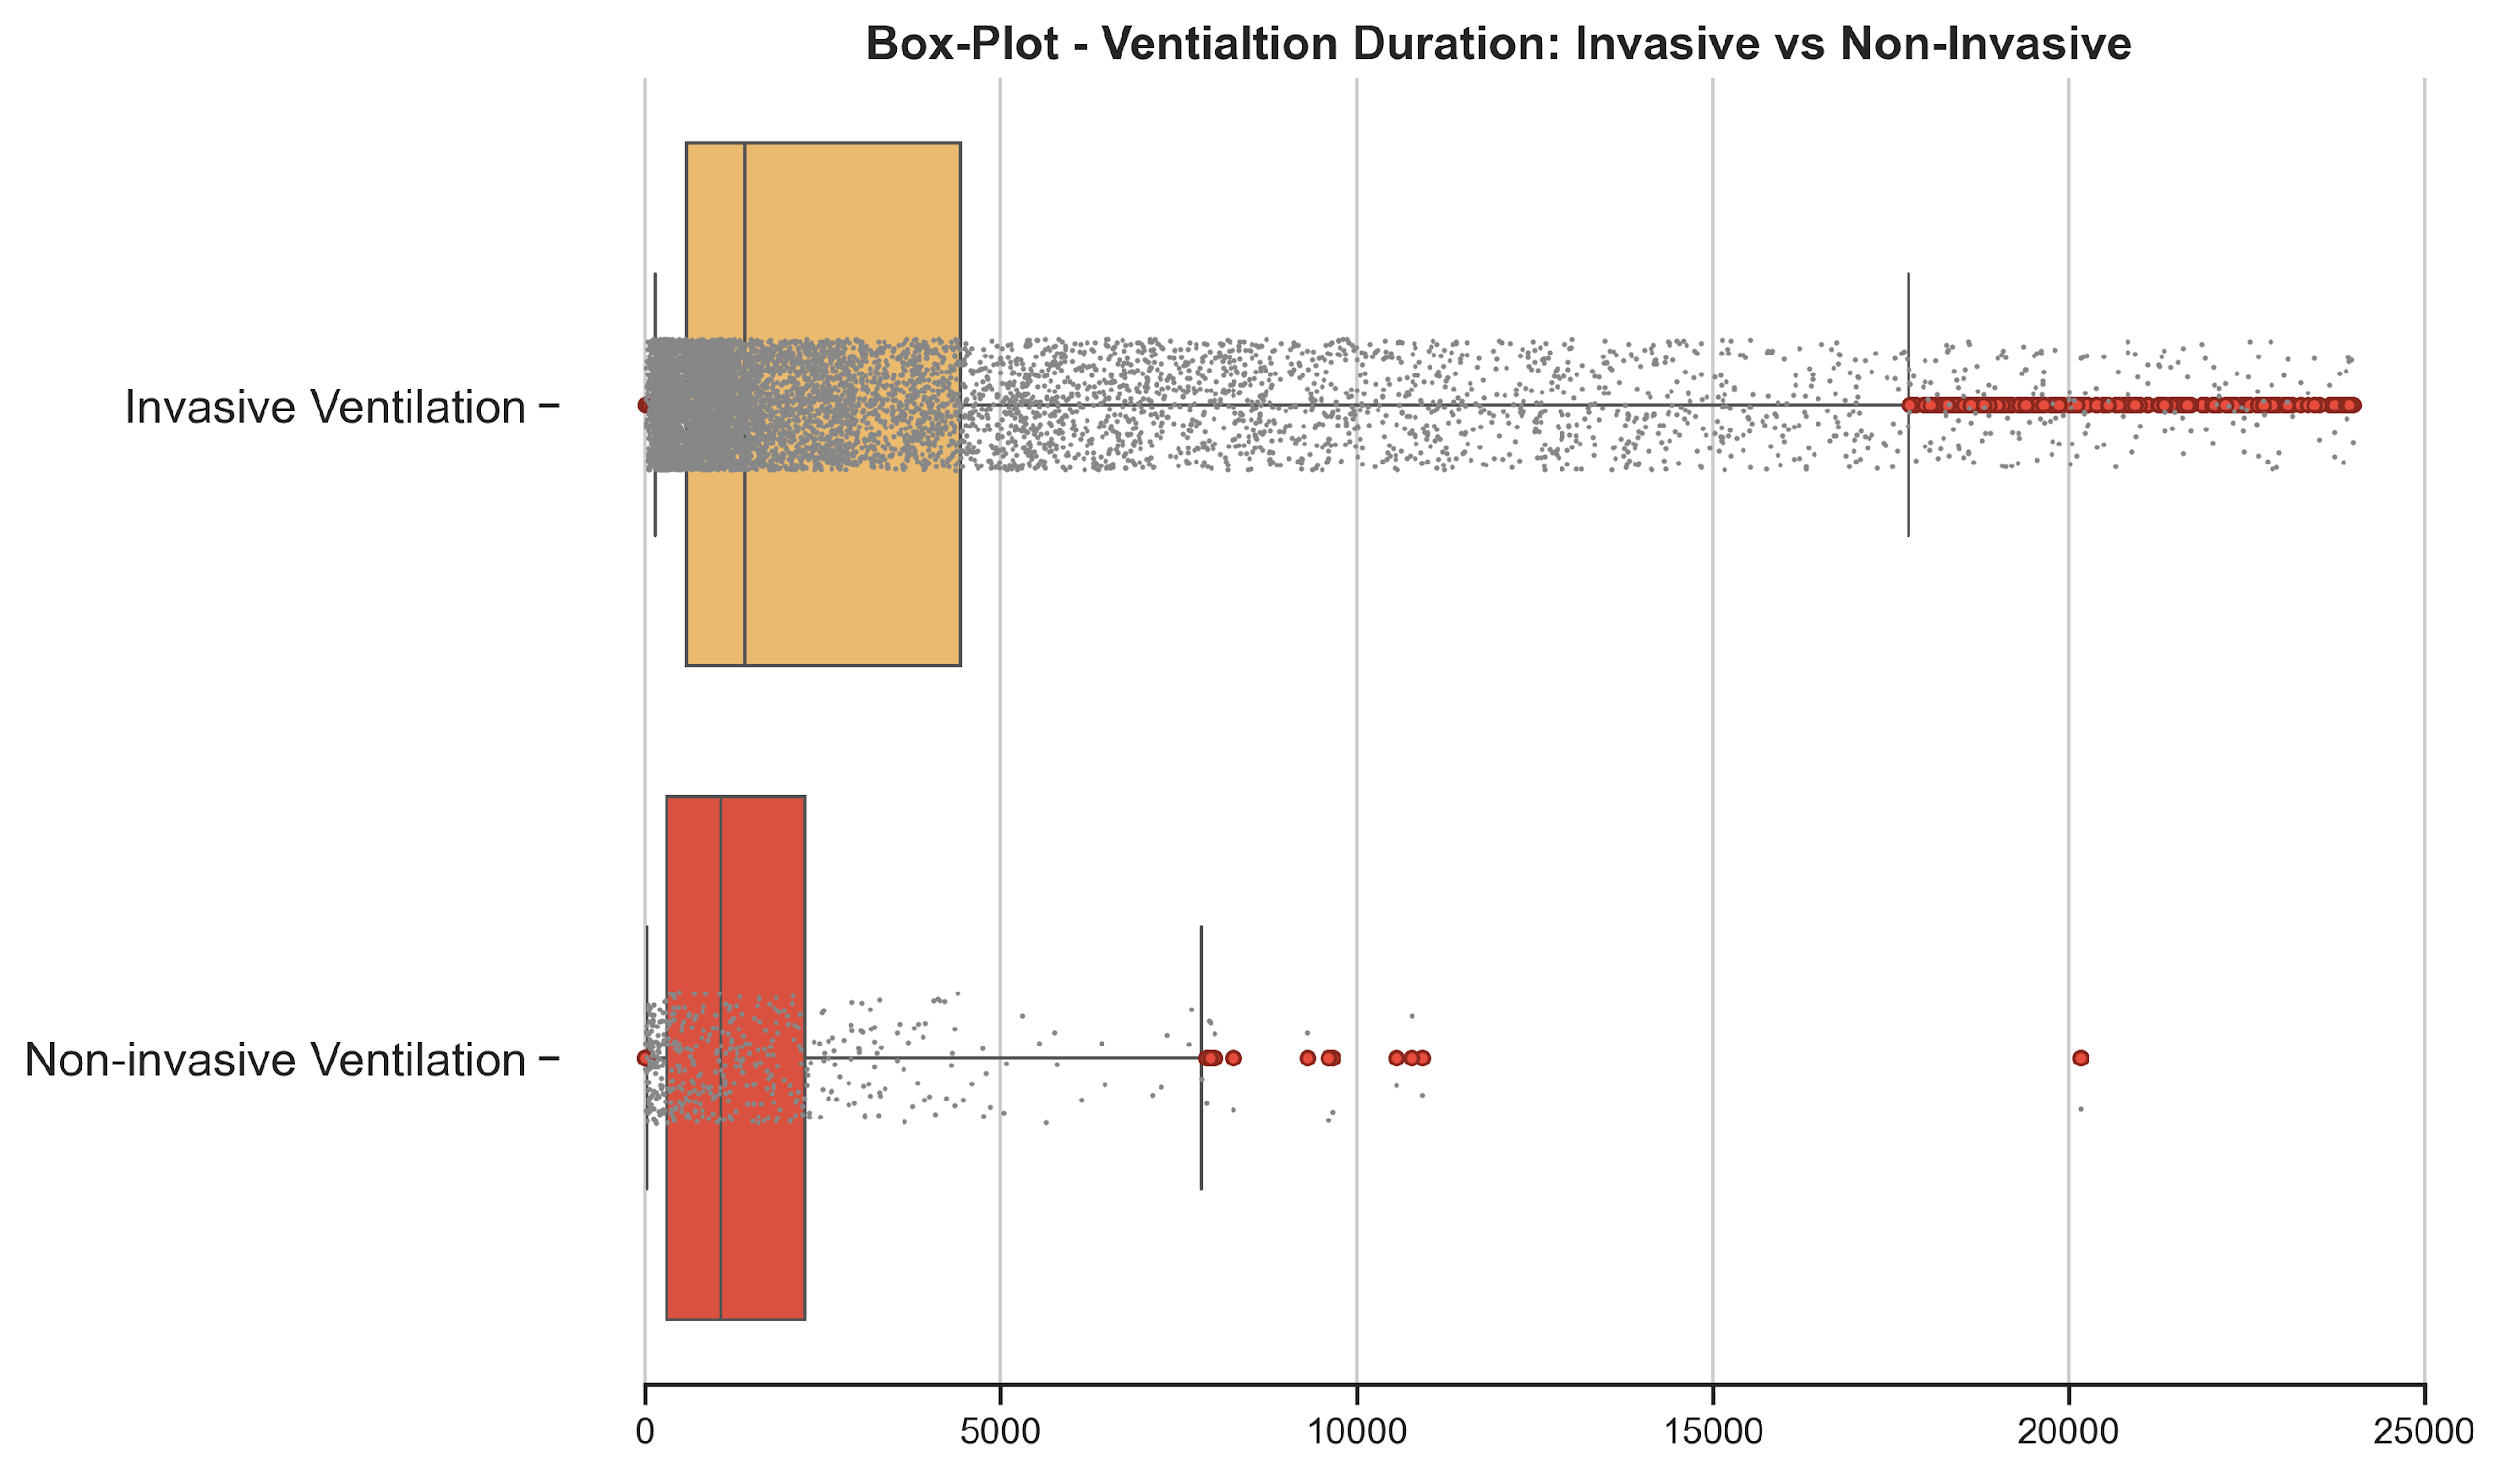 Box-Plot - Ventialtion Duration: Invasive vs Non-Invasive
Invasive Ventilation
Non-invasive Ventilation
0 5000 10000 15000 20000 25000